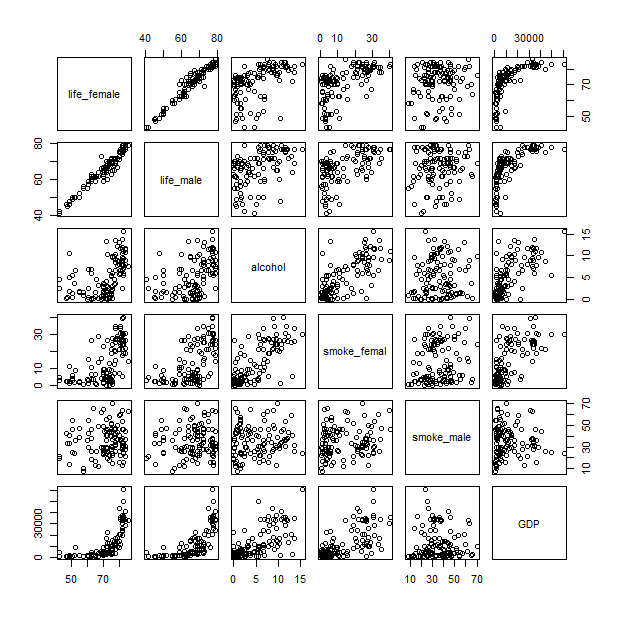 40 60 80
0 10 30
0 30000
life_female
50 70
40 60 80
life_male
alcohol
0 5 10 15
0 10 30
smoke_femal
smoke_male
10 30 50 70
0 30000
GDP
50 70
0 5 10 15
10 30 50 70